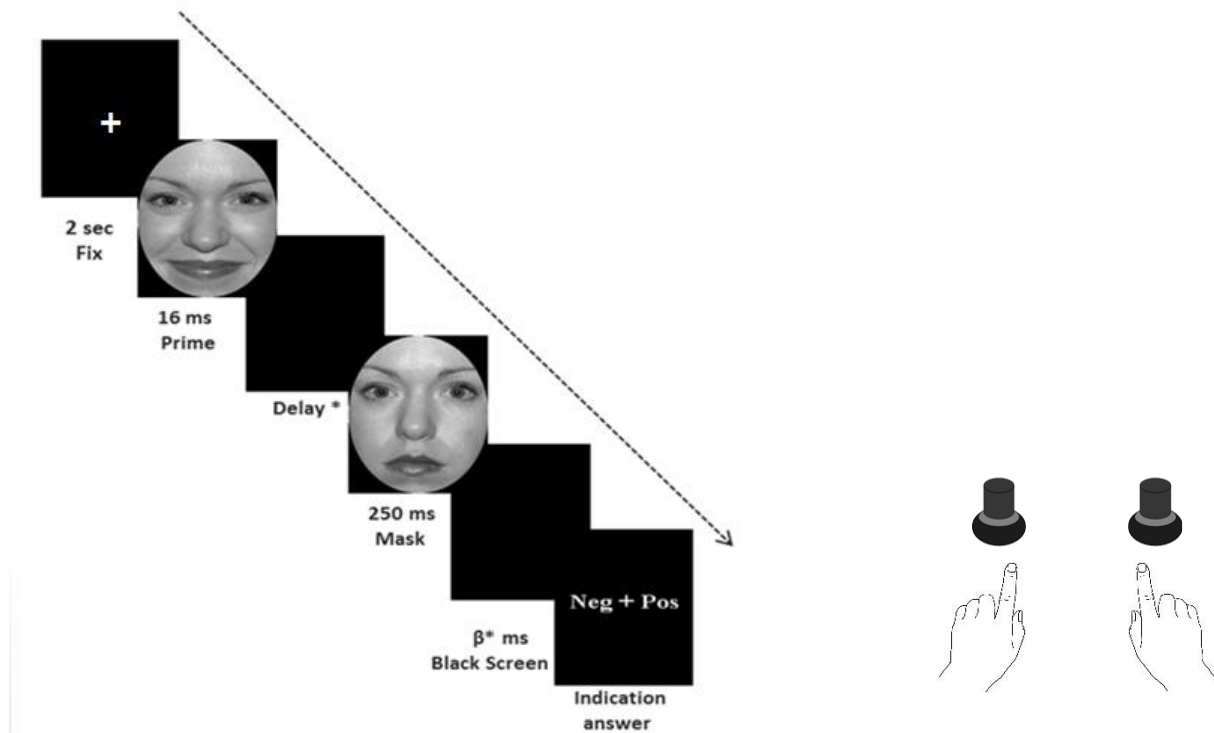 +
2 sec
Fix
16 ms
Prime
Delay *
250 ms
Mask
β* ms
Black Screen
Neg + Pos
Indication
answer